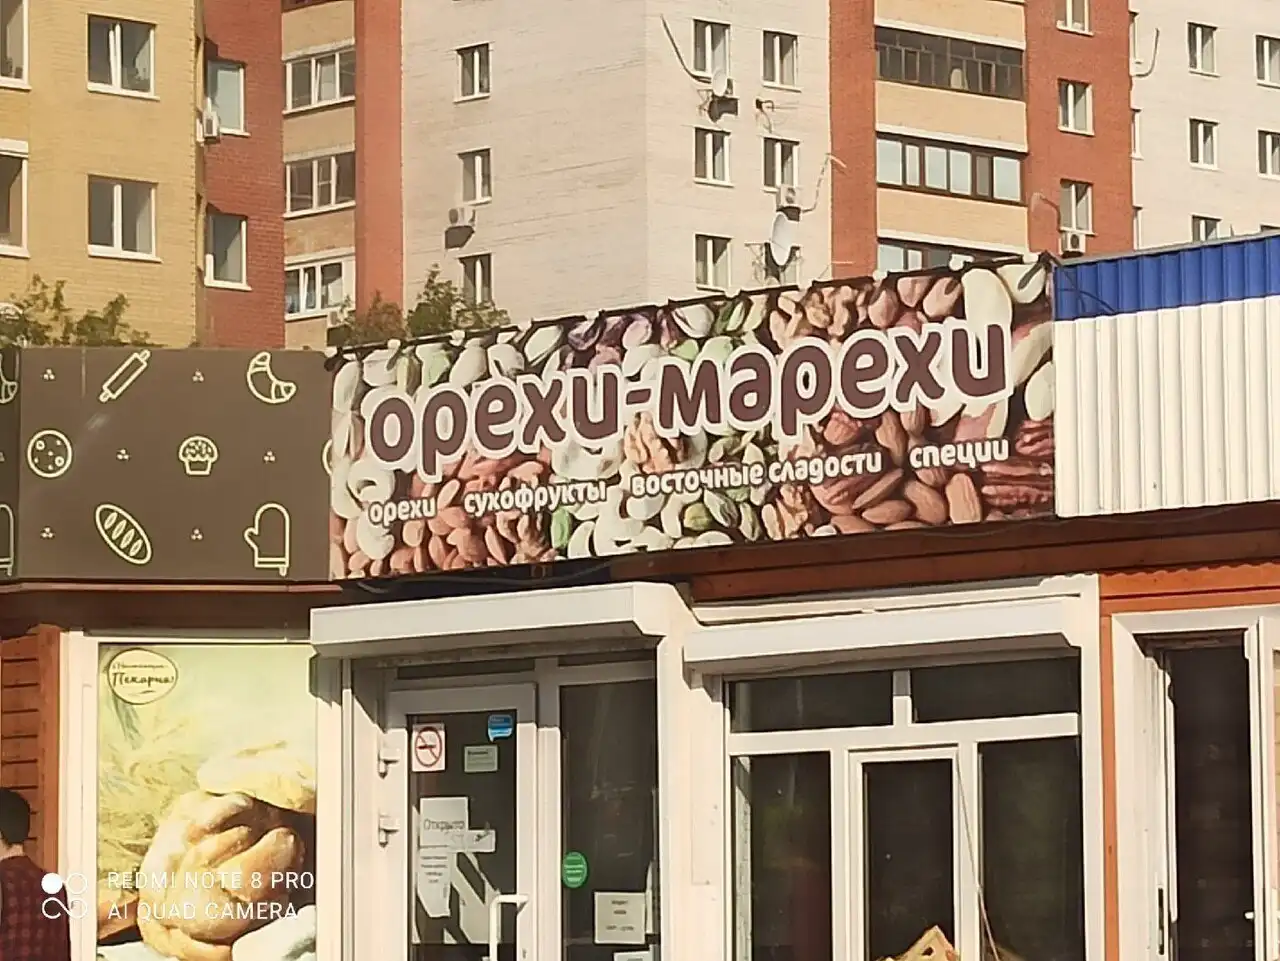 орехи-марехи
орехи сухофрукты восточные сладости специи
Пекарня!
Открыто
REDMI NOTE 8 PRO
AI QUAD CAMERA